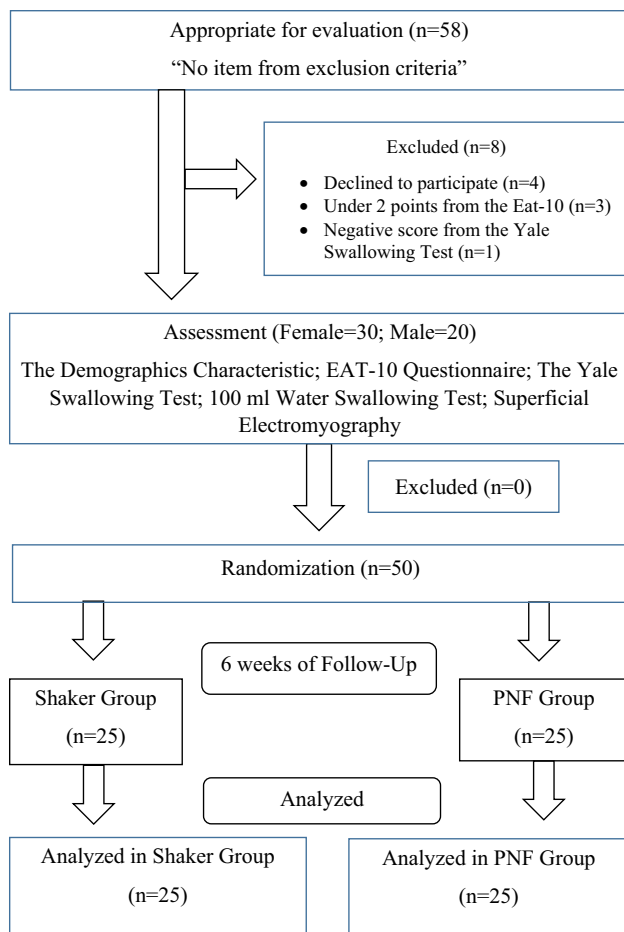 Appropriate for evaluation (n=58)
“No item from exclusion criteria”
Excluded (n=8)
• Declined to participate (n=4)
• Under 2 points from the Eat-10 (n=3)
• Negative score from the Yale
Swallowing Test (n=1)
Assessment (Female=30; Male=20)
The Demographics Characteristic; EAT-10 Questionnaire; The Yale
Swallowing Test; 100 ml Water Swallowing Test; Superficial
Electromyography
Excluded (n=0)
Randomization (n=50)
6 weeks of Follow-Up
Shaker Group
(n=25)
PNF Group
(n=25)
Analyzed
Analyzed in Shaker Group
(n=25)
Analyzed in PNF Group
(n=25)